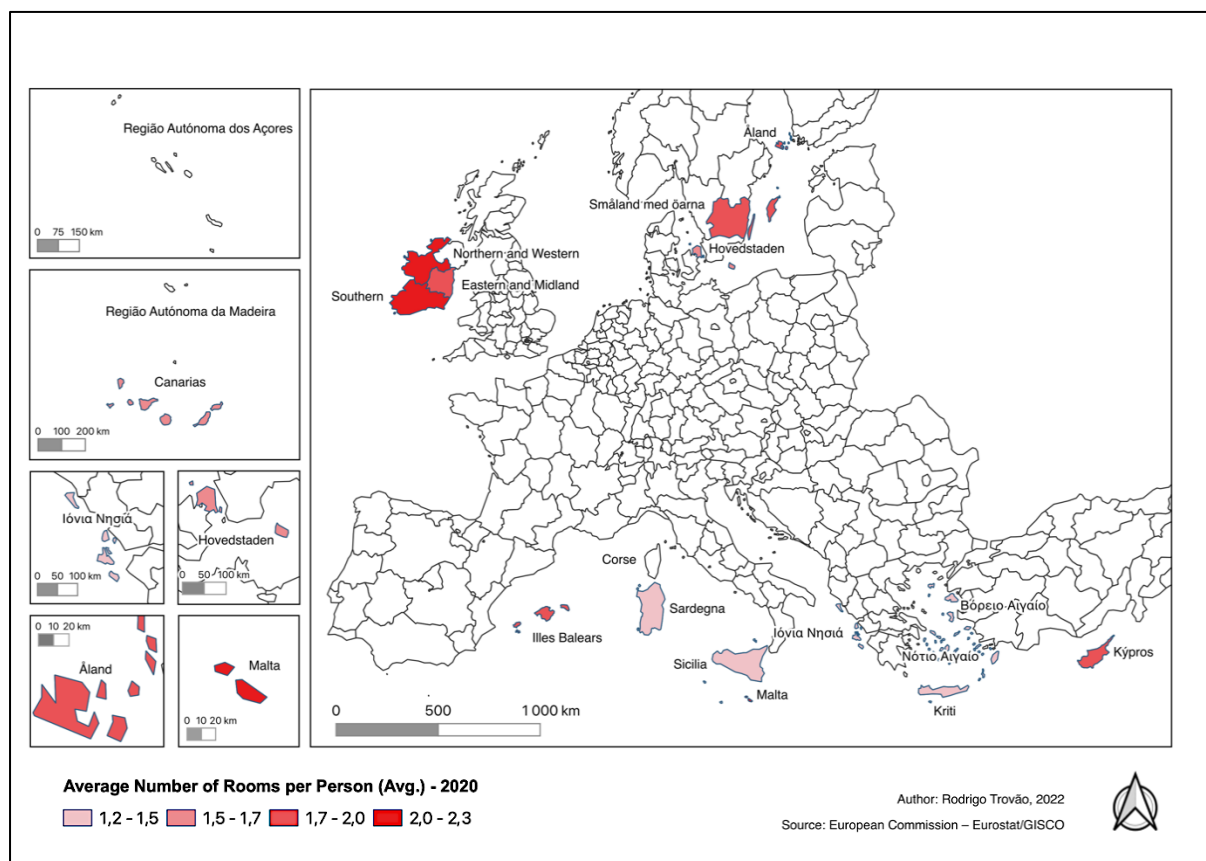 Região Autónoma dos Açores
0 75 150
km
Região Autónoma da Madeira
Canarias
0 100 200
km
Ιόνια Νησιά
0 50 100
km
Hovedstaden
0 50 100
km
0 10 20
km
Åland
Malta
0 10 20
km
Åland
Småland med öarna
Hovedstaden
Northern and Western
Eastern and Midland
Southern
Corse
Sardegna
Illes Balears
Sicilia
Malta
Ιόνια Νησιά
Βόρειο Αιγαίο
Νότιο Αιγαίο
Kriti
Kýpros
0 500 1 000 km
Average Number of Rooms per Person (Avg.) - 2020
1,2 - 1,5 1,5 - 1,7 1,7 - 2,0 2,0 - 2,3
Author: Rodrigo Trovão, 2022
Source: European Commission – Eurostat/GISCO